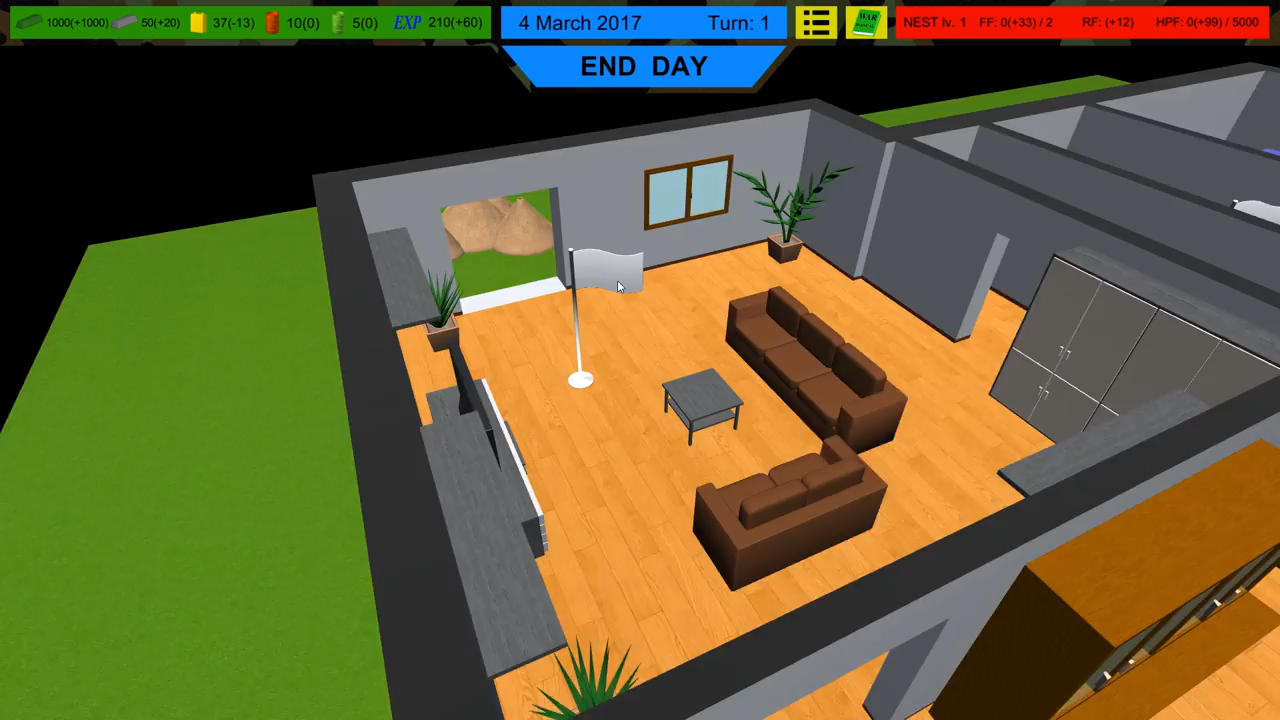 1000(+1000) 50(+20) 37(-13) 10(0) 5(0) EXP 210(+60)
4 March 2017 Turn: 1
WAR
NEST lv. 1 FF: 0(+33) / 2 RF: (+12) HPF: 0(+99) / 5000
END DAY